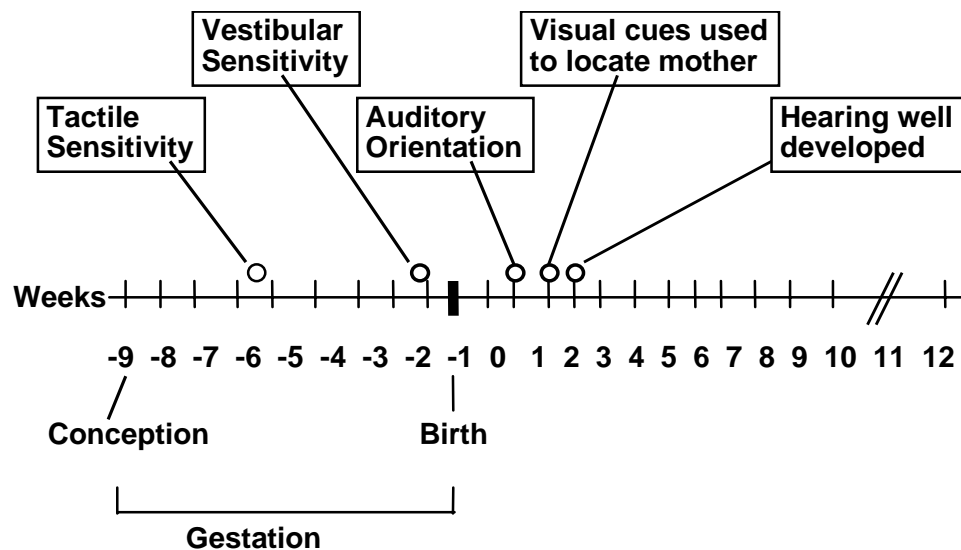 Vestibular
Sensitivity
Visual cues used
to locate mother
Tactile
Sensitivity
Auditory
Orientation
Hearing well
developed
Weeks
-9 -8 -7 -6 -5 -4 -3 -2 -1 0 1 2 3 4 5 6 7 8 9 10 11 12
Conception
Birth
Gestation